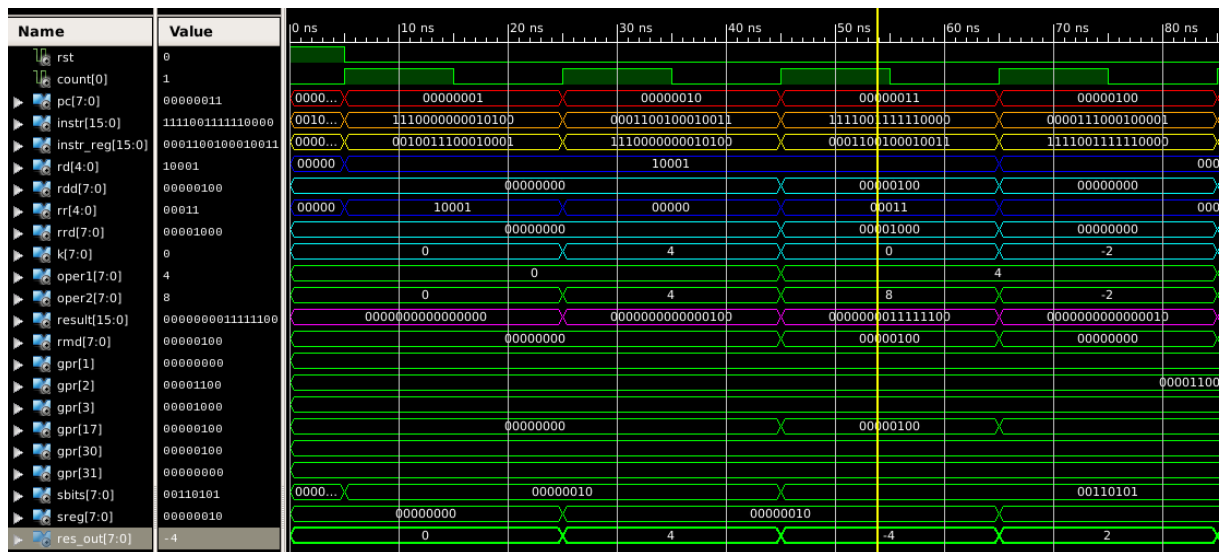 Name Value 0 ns 10 ns 20 ns 30 ns 40 ns 50 ns 60 ns 70 ns 80 ns
rst 0
count[0] 1
pc[7:0] 00000011 0000... 00000001 00000010 00000011 00000100
instr[15:0] 1111001111110000 0010... 1110000000010100 0001100100010011 1111001111110000 0000111000100001
instr_reg[15:0] 0001100100010011 0000... 0010011100010001 1110000000010100 0001100100010011 1111001111110000
rd[4:0] 10001 00000 10001 000
rdd[7:0] 00000100 00000000 00000100 00000000
rr[4:0] 00011 00000 10001 00000 00011 000
rrd[7:0] 00001000 00000000 00001000 00000000
k[7:0] 0 0 4 0 -2
oper1[7:0] 4 0 4
oper2[7:0] 8 0 4 8 -2
result[15:0] 0000000011111100 0000000000000000 0000000000000100 0000000011111100 0000000000000010
rmd[7:0] 00000100 00000000 00000100 00000000
gpr[1] 00000000
gpr[2] 00001100 00001100
gpr[3] 00001000
gpr[17] 00000100 00000000 00000100
gpr[30] 00000100
gpr[31] 00000000
sbits[7:0] 00110101 0000... 00000010 00110101
sreg[7:0] 00000010 00000000 00000010
res_out[7:0] -4 0 4 -4 2